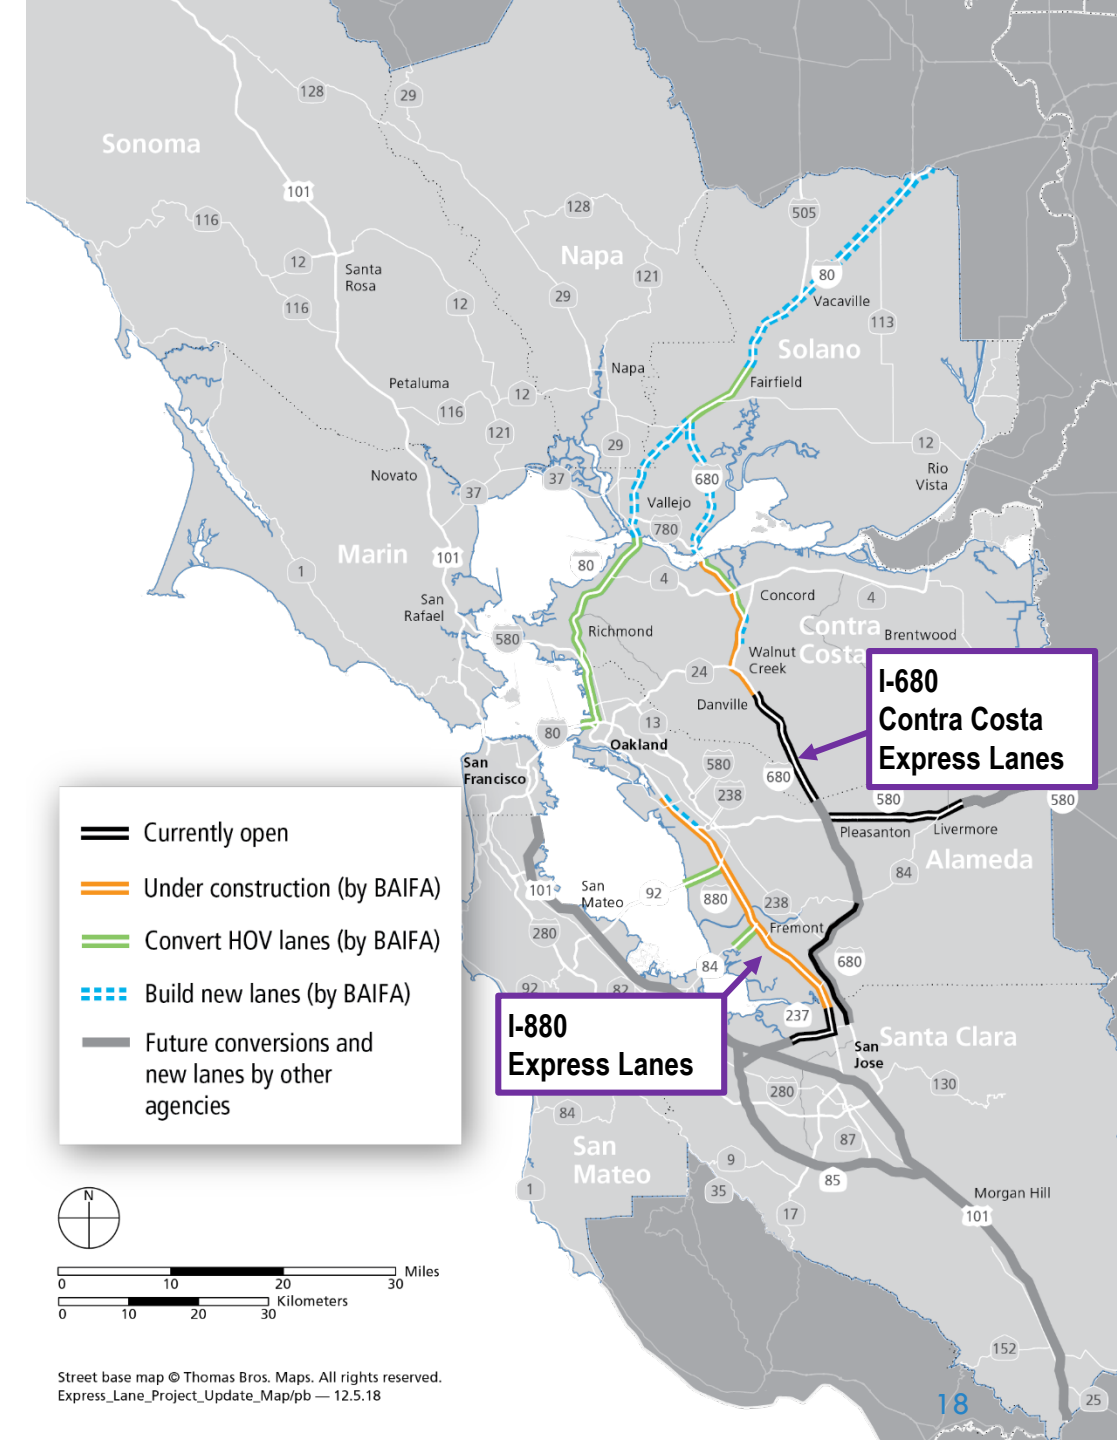 128
29
Sonoma
101
128
505
116
Napa
12
Santa
Rosa
121
80
29
12
116
Vacaville
113
Solano
Napa
Petaluma
Fairfield
12
116
121
29
12
Novato
37
37
680
Rio
Vista
Vallejo
780
Marin
101
80
1
4
Concord
4
San
Rafael
Richmond
Contra
Costa
Brentwood
580
Walnut
Creek
24
I-680
Contra Costa
Express Lanes
Danville
13
80
Oakland
San
Francisco
580
680
238
580
580
Pleasanton
Livermore
Alameda
84
101
San
Mateo
92
880
238
280
Fremont
84
680
92
82
237
I-880
Express Lanes
San
Jose
Santa Clara
280
130
84
87
San
Mateo
9
85
35
1
17
Morgan Hill
101
152
25
Currently open
Under construction (by BAIFA)
Convert HOV lanes (by BAIFA)
Build new lanes (by BAIFA)
Future conversions and
new lanes by other
agencies
N
Miles
0 10 20 30
Kilometers
0 10 20 30
Street base map © Thomas Bros. Maps. All rights reserved.
Express_Lane_Project_Update_Map/pb — 12.5.18
18